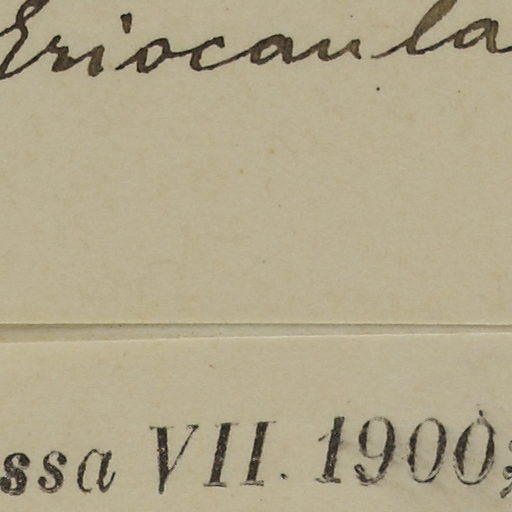 Eriocaula
ssa VII. 1900;